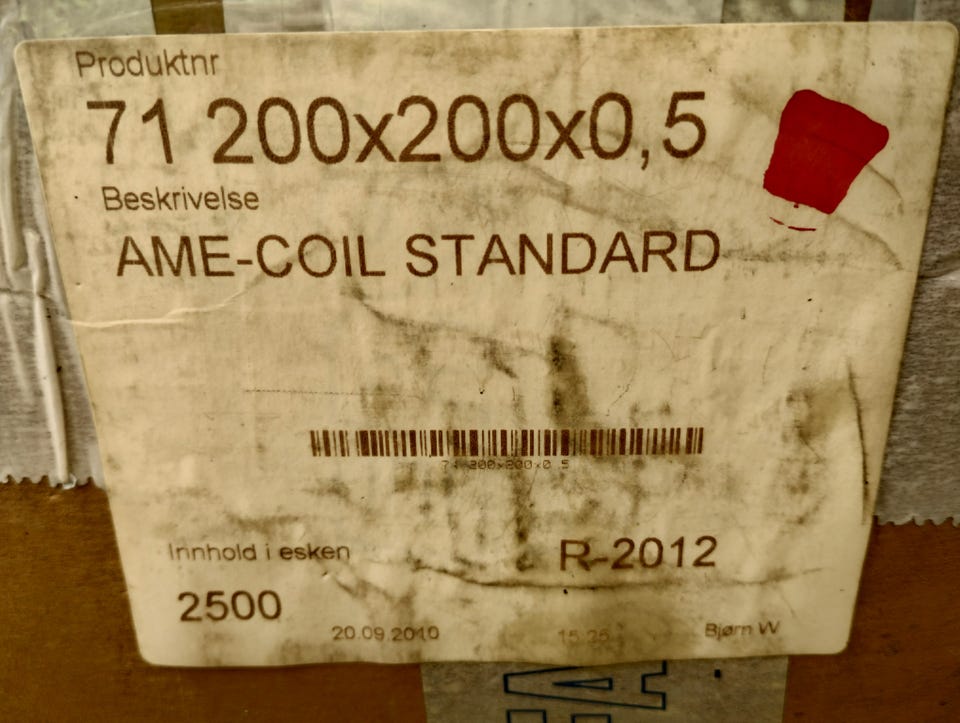 Produktnr
71 200x200x0,5
Beskrivelse
AME-COIL STANDARD
71 200x200x0,5
Innhold i esken
R-2012
2500
20.09.2010 15:25 Bjørn W